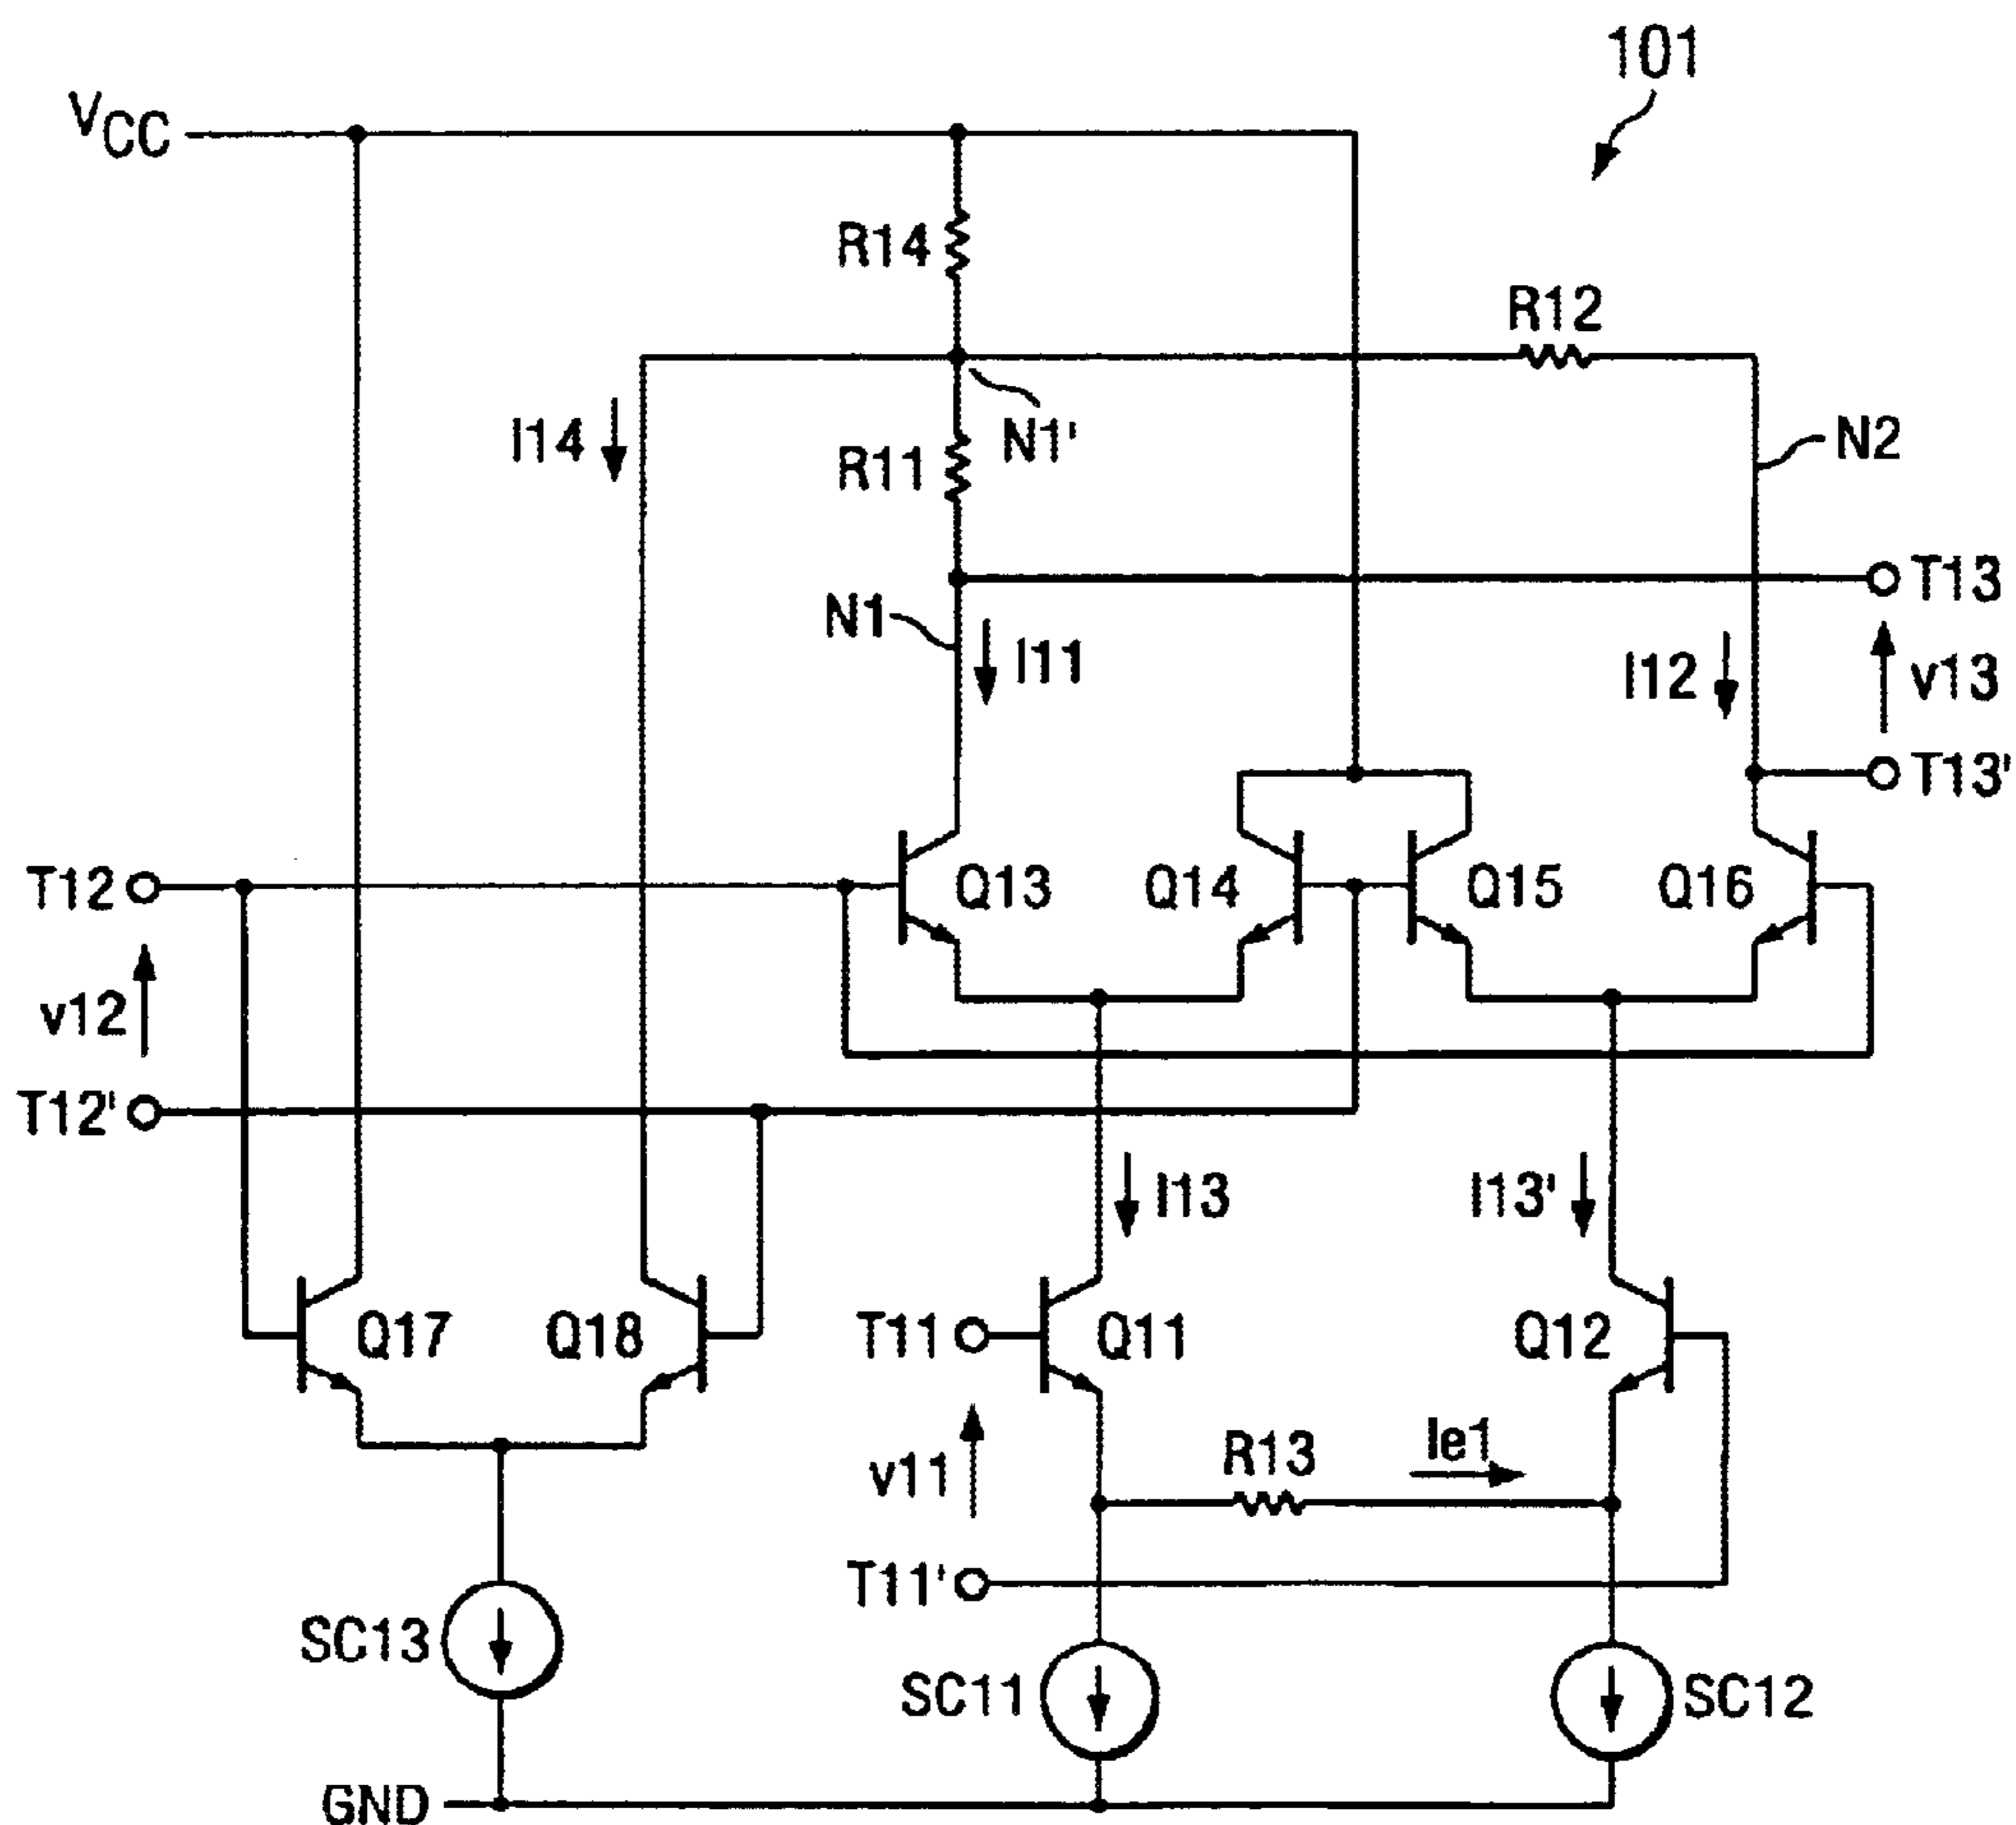 101
VCC
R14
R12
I14
N1'
R11
N2
T13
N1
I11
I12
v13
T13'
T12
Q13
Q14
Q15
Q16
v12
T12'
I13
I13'
Q17
Q18
T11
Q11
Q12
v11
R13
Ie1
T11'
SC13
SC11
SC12
GND